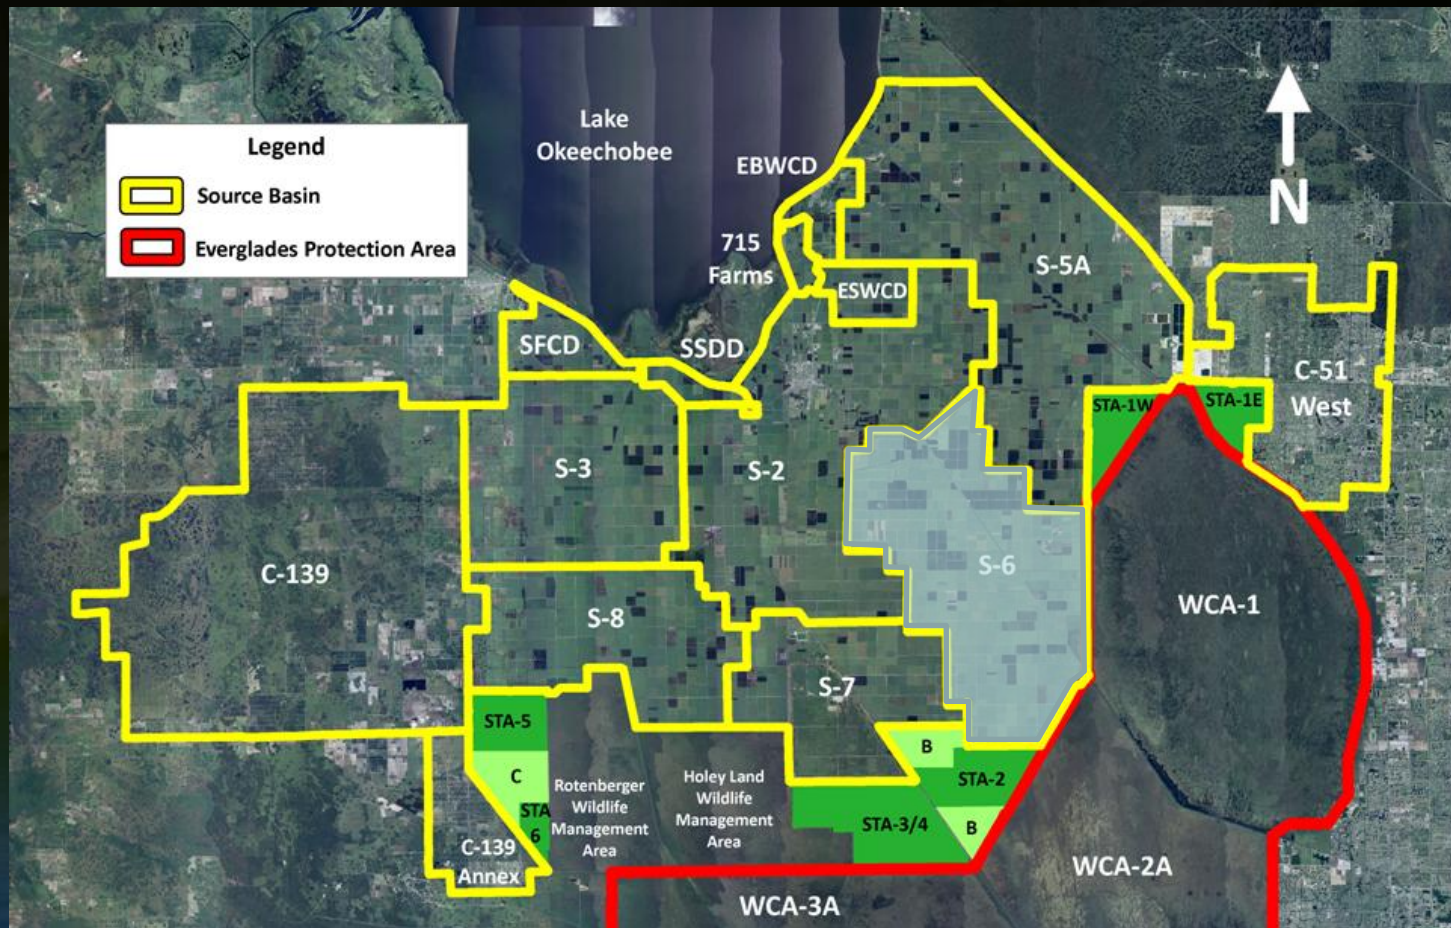 Legend
Source Basin
Everglades Protection Area
Lake
Okeechobee
N
EBWCD
715
Farms
S-5A
ESWCD
SFCD
SSDD
C-51
West
STA-1W
STA-1E
S-3
S-2
S-6
C-139
WCA-1
S-8
S-7
STA-5
C
STA
6
B
STA-2
B
STA-3/4
Rotenberger
Wildlife
Management
Area
Holey Land
Wildlife
Management
Area
C-139
Annex
WCA-2A
WCA-3A